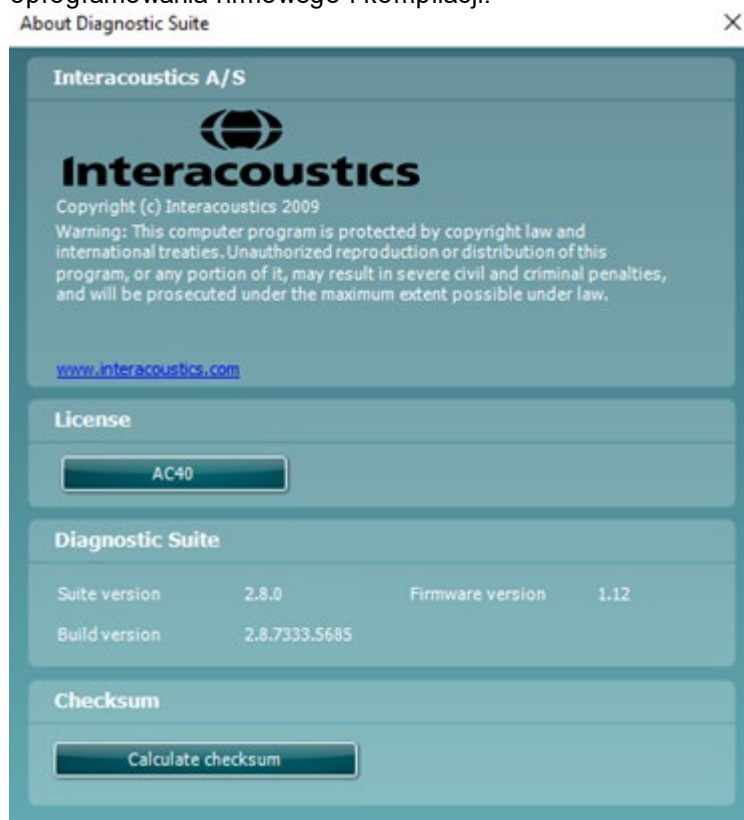 oprogramowania firmowego i kompilacji.
About Diagnostic Suite
Interacoustics A/S
Interacoustics
Copyright (c) Interacoustics 2009
Warning: This computer program is protected by copyright law and
international treaties. Unauthorized reproduction or distribution of this
program, or any portion of it, may result in severe civil and criminal penalties,
and will be prosecuted under the maximum extent possible under law.
www.interacoustics.com
License
AC40
Diagnostic Suite
Suite version 2.8.0 Firmware version 1.12
Build version 2.8.7333.5685
Checksum
Calculate checksum